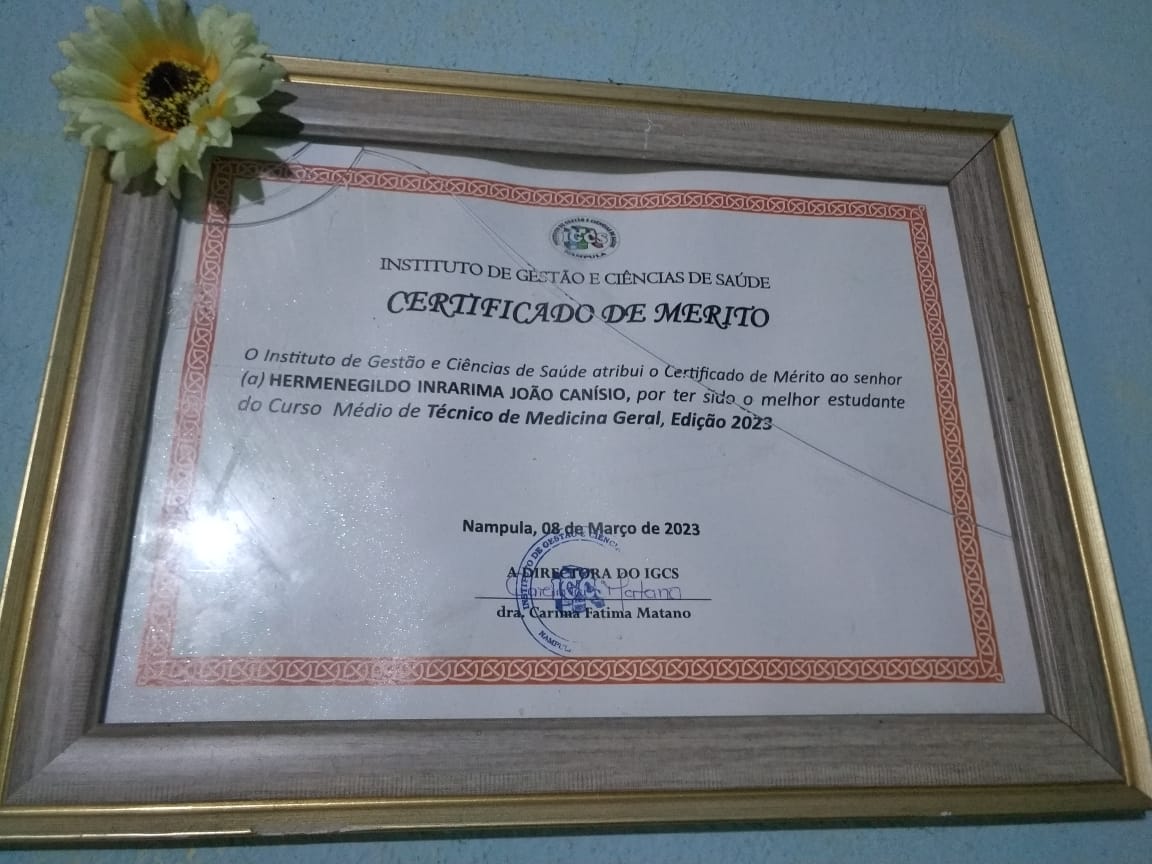 IGCS
NAMPULA
INSTITUTO DE GESTÃO E CIÊNCIAS DE SAÚDE
CERTIFICADO DE MERITO
O Instituto de Gestão e Ciências de Saúde atribui o Certificado de Mérito ao senhor
(a) HERMENEGILDO INRARIMA JOÃO CANÍSIO, por ter sido o melhor estudante
do Curso Médio de Técnico de Medicina Geral, Edição 2023
Nampula, 08 de Março de 2023
INSTITUTO DE GESTÃO E CIÊNCI
A DIRECTORA DO IGCS
IGCS
Matano
dra. Carima Fatima Matano
NAMPUL